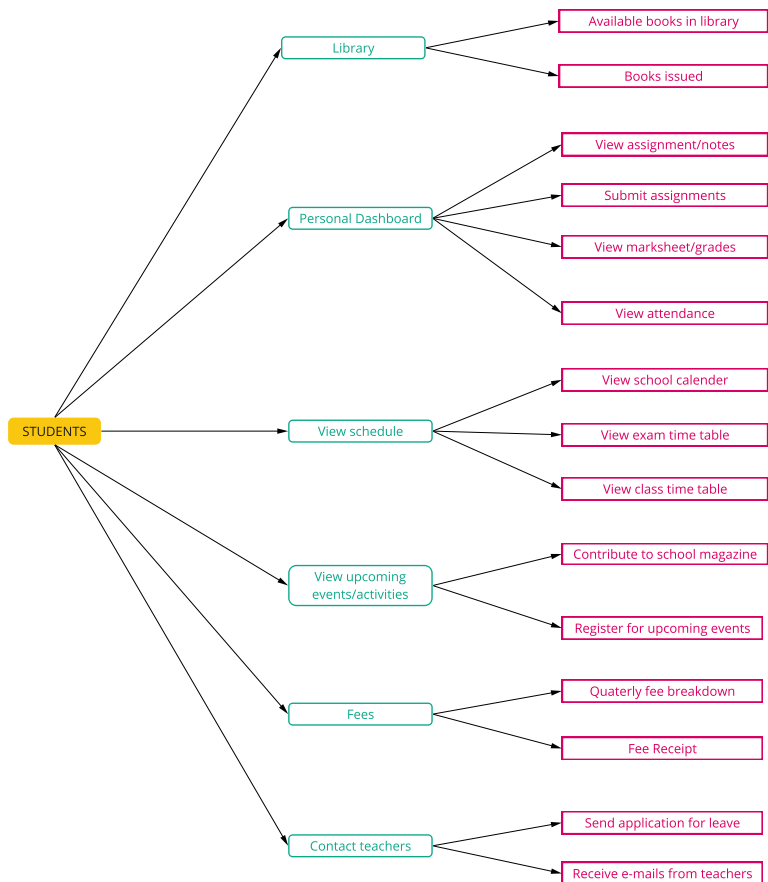 Available books in library
Library
Books issued
View assignment/notes
Submit assignments
Personal Dashboard
View marksheet/grades
View attendance
View school calender
STUDENTS
View schedule
View exam time table
View class time table
Contribute to school magazine
View upcoming
events/activities
Register for upcoming events
Quaterly fee breakdown
Fees
Fee Receipt
Send application for leave
Contact teachers
Receive e-mails from teachers